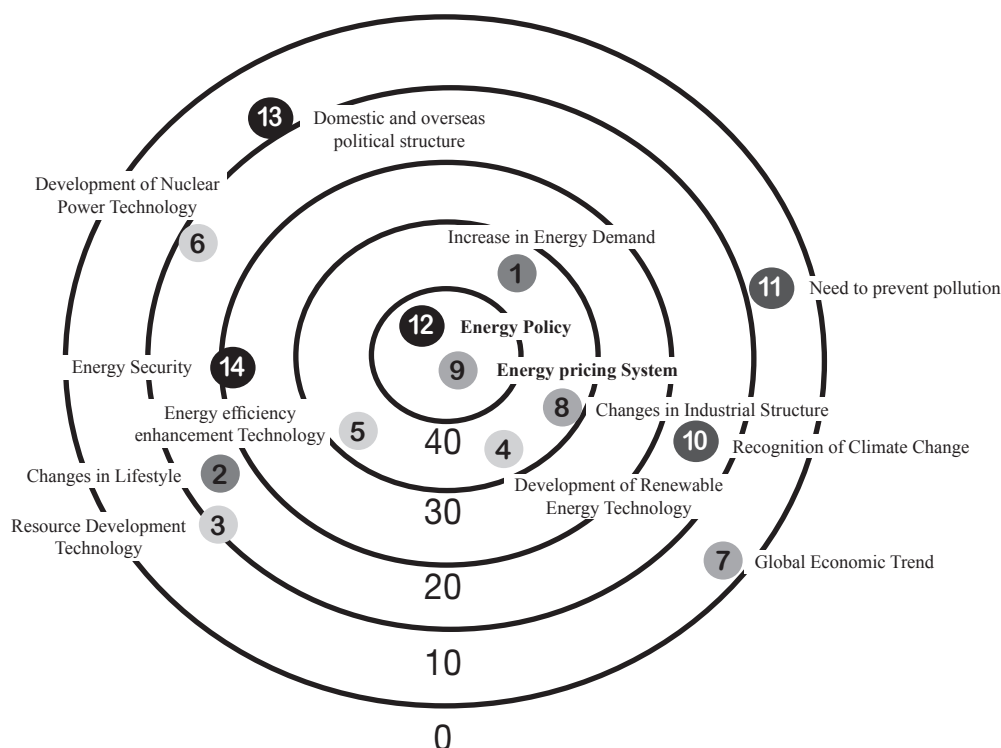 13
Domestic and overseas
political structure
Development of Nuclear
Power Technology
6
Increase in Energy Demand
1
11
Need to prevent pollution
12
Energy Policy
Energy Security
14
9
Energy pricing System
8
Changes in Industrial Structure
Energy efficiency
enhancement Technology
5
40
4
10
Recognition of Climate Change
Changes in Lifestyle
2
Development of Renewable
Energy Technology
30
Resource Development
Technology
3
7
Global Economic Trend
20
10
0